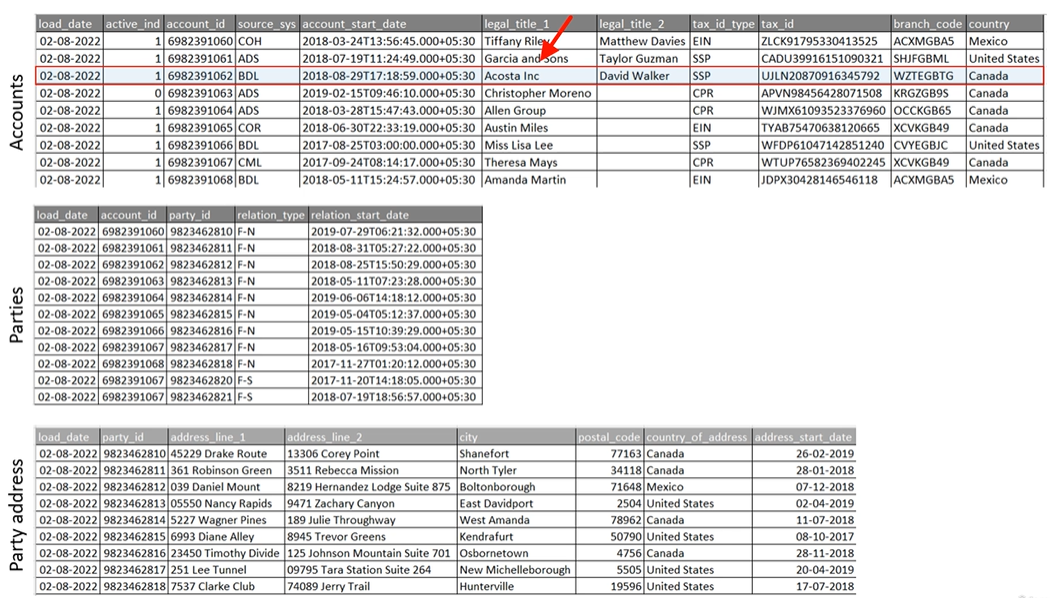 Accounts
load_date active_ind account_id source_sys account_start_date legal_title_1 legal_title_2 tax_id_type tax_id branch_code country
02-08-2022 1 6982391060 COH 2018-03-24T13:56:45.000+05:30 Tiffany Riley Matthew Davies EIN ZLCK91795330413525 ACXMGBA5 Mexico
02-08-2022 1 6982391061 ADS 2018-07-19T11:24:49.000+05:30 Garcia and Sons Taylor Guzman SSP CADU39916151090321 SHJFGBML United States
02-08-2022 1 6982391062 BDL 2018-08-29T17:18:59.000+05:30 Acosta Inc David Walker SSP UJLN20870916345792 WZTEGBTG Canada
02-08-2022 0 6982391063 ADS 2019-02-15T09:46:10.000+05:30 Christopher Moreno CPR APVN98456428071508 KRGZGB9S Canada
02-08-2022 1 6982391064 ADS 2018-03-28T15:47:43.000+05:30 Allen Group CPR WJMX61093523376960 OCCKGB65 Canada
02-08-2022 1 6982391065 COR 2018-06-30T22:33:19.000+05:30 Austin Miles EIN TYAB75470638120665 XCVKGB49 Canada
02-08-2022 1 6982391066 BDL 2017-08-25T03:00:00.000+05:30 Miss Lisa Lee SSP WFDP61047142851240 CVYEGBJC United States
02-08-2022 1 6982391067 CML 2017-09-24T08:14:17.000+05:30 Theresa Mays CPR WTUP76582369402245 XCVKGB49 Canada
02-08-2022 1 6982391068 BDL 2018-05-11T15:24:57.000+05:30 Amanda Martin EIN JDPX30428146546118 ACXMGBA5 Mexico
Parties
load_date account_id party_id relation_type relation_start_date
02-08-2022 6982391060 9823462810 F-N 2019-07-29T06:21:32.000+05:30
02-08-2022 6982391061 9823462811 F-N 2018-08-31T05:27:22.000+05:30
02-08-2022 6982391062 9823462812 F-N 2018-08-25T15:50:29.000+05:30
02-08-2022 6982391063 9823462813 F-N 2018-05-11T07:23:28.000+05:30
02-08-2022 6982391064 9823462814 F-N 2019-06-06T14:18:12.000+05:30
02-08-2022 6982391065 9823462815 F-N 2019-05-04T05:12:37.000+05:30
02-08-2022 6982391066 9823462816 F-N 2019-05-15T10:39:29.000+05:30
02-08-2022 6982391067 9823462817 F-N 2018-05-16T09:53:04.000+05:30
02-08-2022 6982391068 9823462818 F-N 2017-11-27T01:20:12.000+05:30
02-08-2022 6982391067 9823462820 F-S 2017-11-20T14:18:05.000+05:30
02-08-2022 6982391067 9823462821 F-S 2018-07-19T18:56:57.000+05:30
Party address
load_date party_id address_line_1 address_line_2 city postal_code country_of_address address_start_date
02-08-2022 9823462810 45229 Drake Route 13306 Corey Point Shanefort 77163 Canada 26-02-2019
02-08-2022 9823462811 361 Robinson Green 3511 Rebecca Mission North Tyler 34118 Canada 28-01-2018
02-08-2022 9823462812 039 Daniel Mount 8219 Hernandez Lodge Suite 875 Boltonborough 71648 Mexico 07-12-2018
02-08-2022 9823462813 05550 Nancy Rapids 9471 Zachary Canyon East Davidport 2504 United States 02-04-2019
02-08-2022 9823462814 5227 Wagner Pines 189 Julie Throughway West Amanda 78962 Canada 11-07-2018
02-08-2022 9823462815 6993 Diane Alley 8945 Trevor Greens Kendrafurt 50790 United States 08-10-2017
02-08-2022 9823462816 23450 Timothy Divide 125 Johnson Mountain Suite 701 Osbornetown 4756 Canada 28-11-2018
02-08-2022 9823462817 251 Lee Tunnel 09795 Tara Station Suite 264 New Michelleborough 5505 United States 20-04-2019
02-08-2022 9823462818 7537 Clarke Club 74089 Jerry Trail Hunterville 19596 United States 17-07-2018